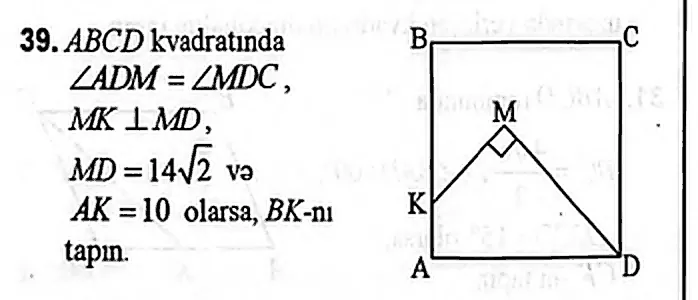 39. ABCD kvadratında
∠ADM = ∠MDC,
MK ⊥ MD,
MD = 14√2 və
AK = 10 olarsa, BK-nı
tapın.
B C
M
K
A D